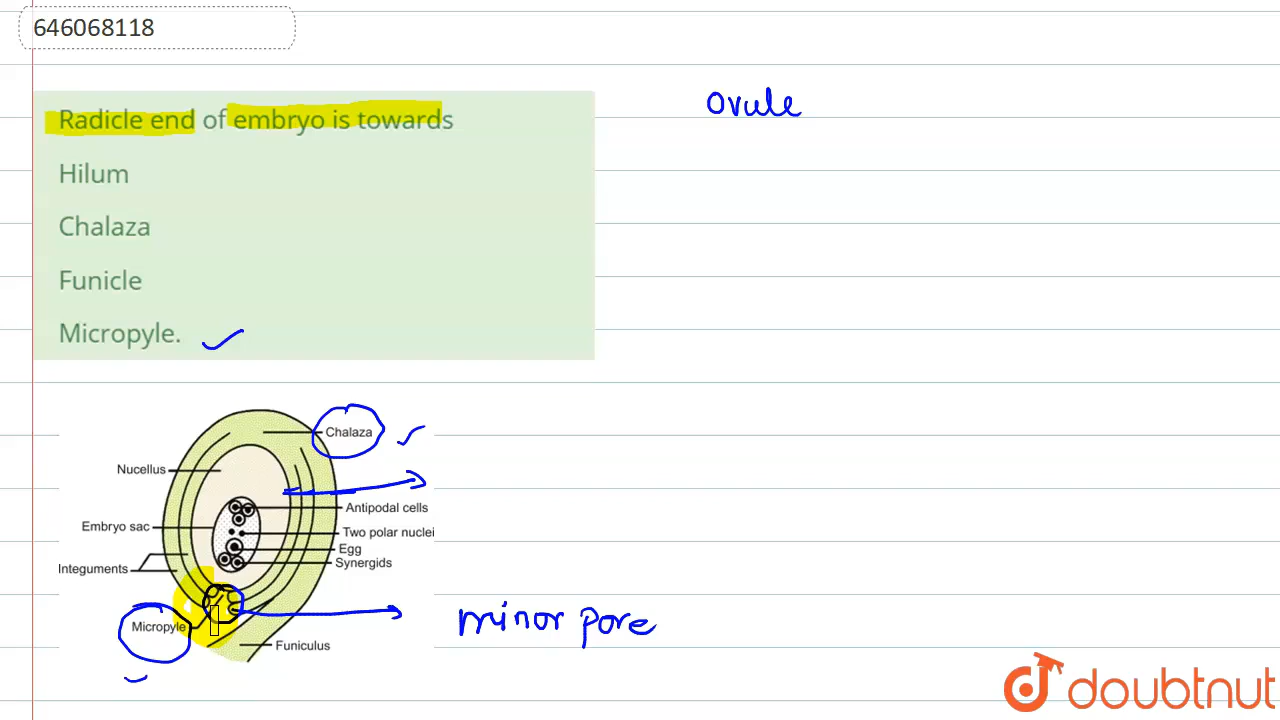 646068118
Radicle end of embryo is towards
Ovule
Hilum
Chalaza
Funicle
Micropyle.
Chalaza
Nucellus
Antipodal cells
Embryo sac
Two polar nuclei
Egg
Synergids
Integuments
Micropyle
minor pore
Funiculus
doubtnut